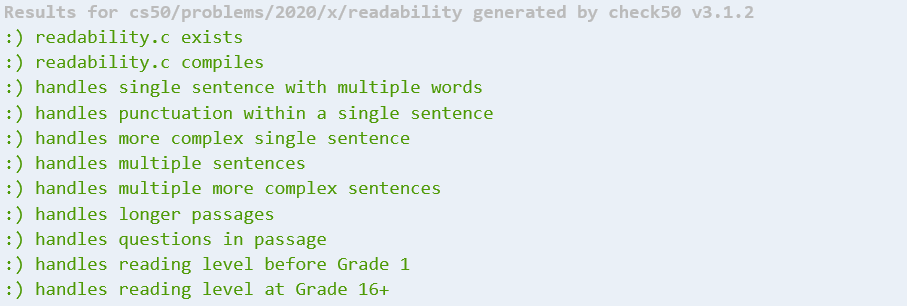 Results for cs50/problems/2020/x/readability generated by check50 v3.1.2
:) readability.c exists
:) readability.c compiles
:) handles single sentence with multiple words
:) handles punctuation within a single sentence
:) handles more complex single sentence
:) handles multiple sentences
:) handles multiple more complex sentences
:) handles longer passages
:) handles questions in passage
:) handles reading level before Grade 1
:) handles reading level at Grade 16+